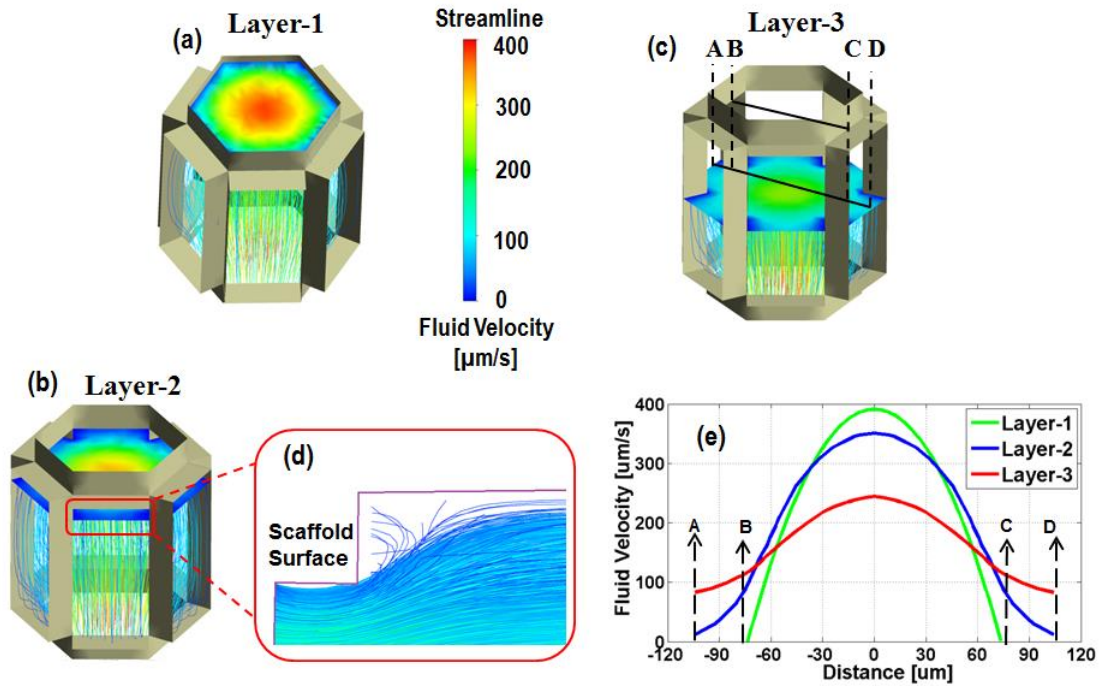 (a)
Layer-1
Streamline
400
300
200
100
0
Fluid Velocity
[µm/s]
(c)
Layer-3
A B C D
(b)
Layer-2
(d)
Scaffold
Surface
(e)
Fluid Velocity [um/s]
400
300
200
100
0
Layer-1
Layer-2
Layer-3
A B C D
-120 -90 -60 -30 0 30 60 90 120
Distance [um]